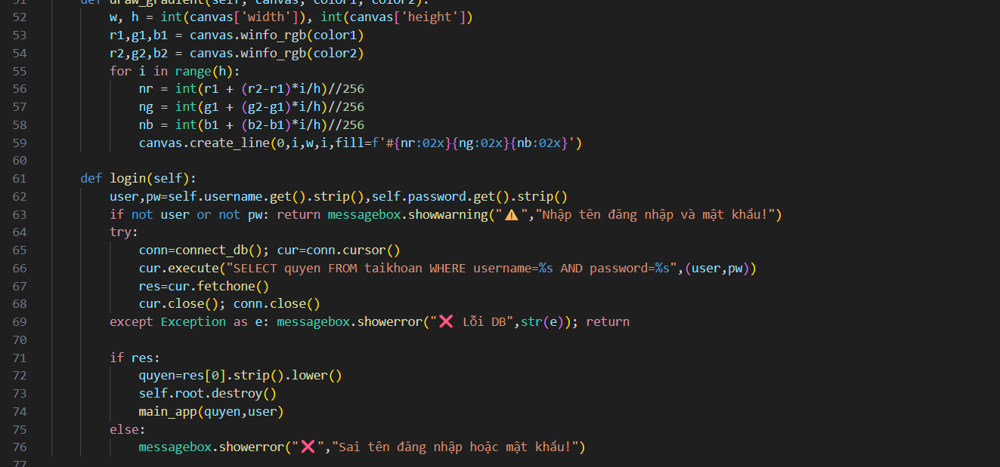 51 def draw_gradient(self, canvas, color1, color2):
52 w, h = int(canvas['width']), int(canvas['height'])
53 r1,g1,b1 = canvas.winfo_rgb(color1)
54 r2,g2,b2 = canvas.winfo_rgb(color2)
55 for i in range(h):
56 nr = int(r1 + (r2-r1)*i/h)//256
57 ng = int(g1 + (g2-g1)*i/h)//256
58 nb = int(b1 + (b2-b1)*i/h)//256
59 canvas.create_line(0,i,w,i,fill=f'#{nr:02x}{ng:02x}{nb:02x}')
60
61 def login(self):
62 user,pw=self.username.get().strip(),self.password.get().strip()
63 if not user or not pw: return messagebox.showwarning("⚠️","Nhập tên đăng nhập và mật khẩu!")
64 try:
65 conn=connect_db(); cur=conn.cursor()
66 cur.execute("SELECT quyen FROM taikhoan WHERE username=%s AND password=%s",(user,pw))
67 res=cur.fetchone()
68 cur.close(); conn.close()
69 except Exception as e: messagebox.showerror("❌ Lỗi DB",str(e)); return
70
71 if res:
72 quyen=res[0].strip().lower()
73 self.root.destroy()
74 main_app(quyen,user)
75 else:
76 messagebox.showerror("❌","Sai tên đăng nhập hoặc mật khẩu!")
77